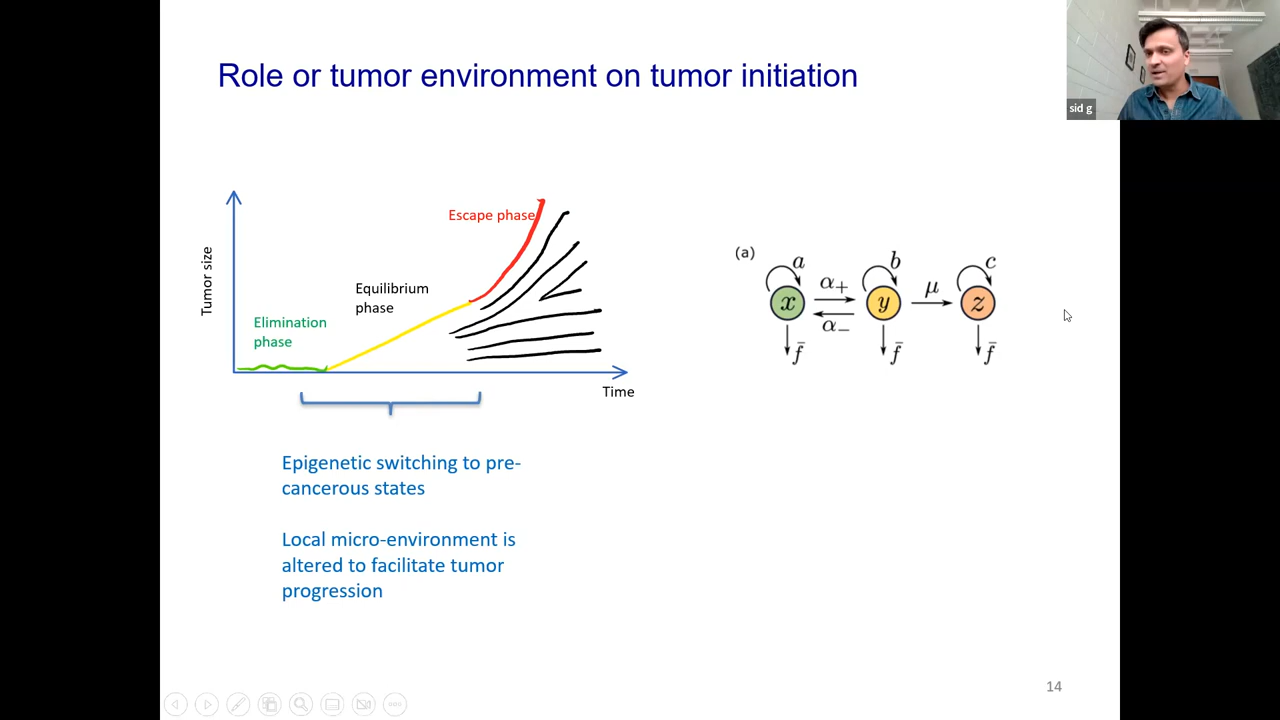 Role or tumor environment on tumor initiation
sid g
Tumor size
Elimination
phase
Equilibrium
phase
Escape phase
Time
Epigenetic switching to pre-
cancerous states
Local micro-environment is
altered to facilitate tumor
progression
(a)
a b c
x α+ α− y μ z
f̄ f̄ f̄
14